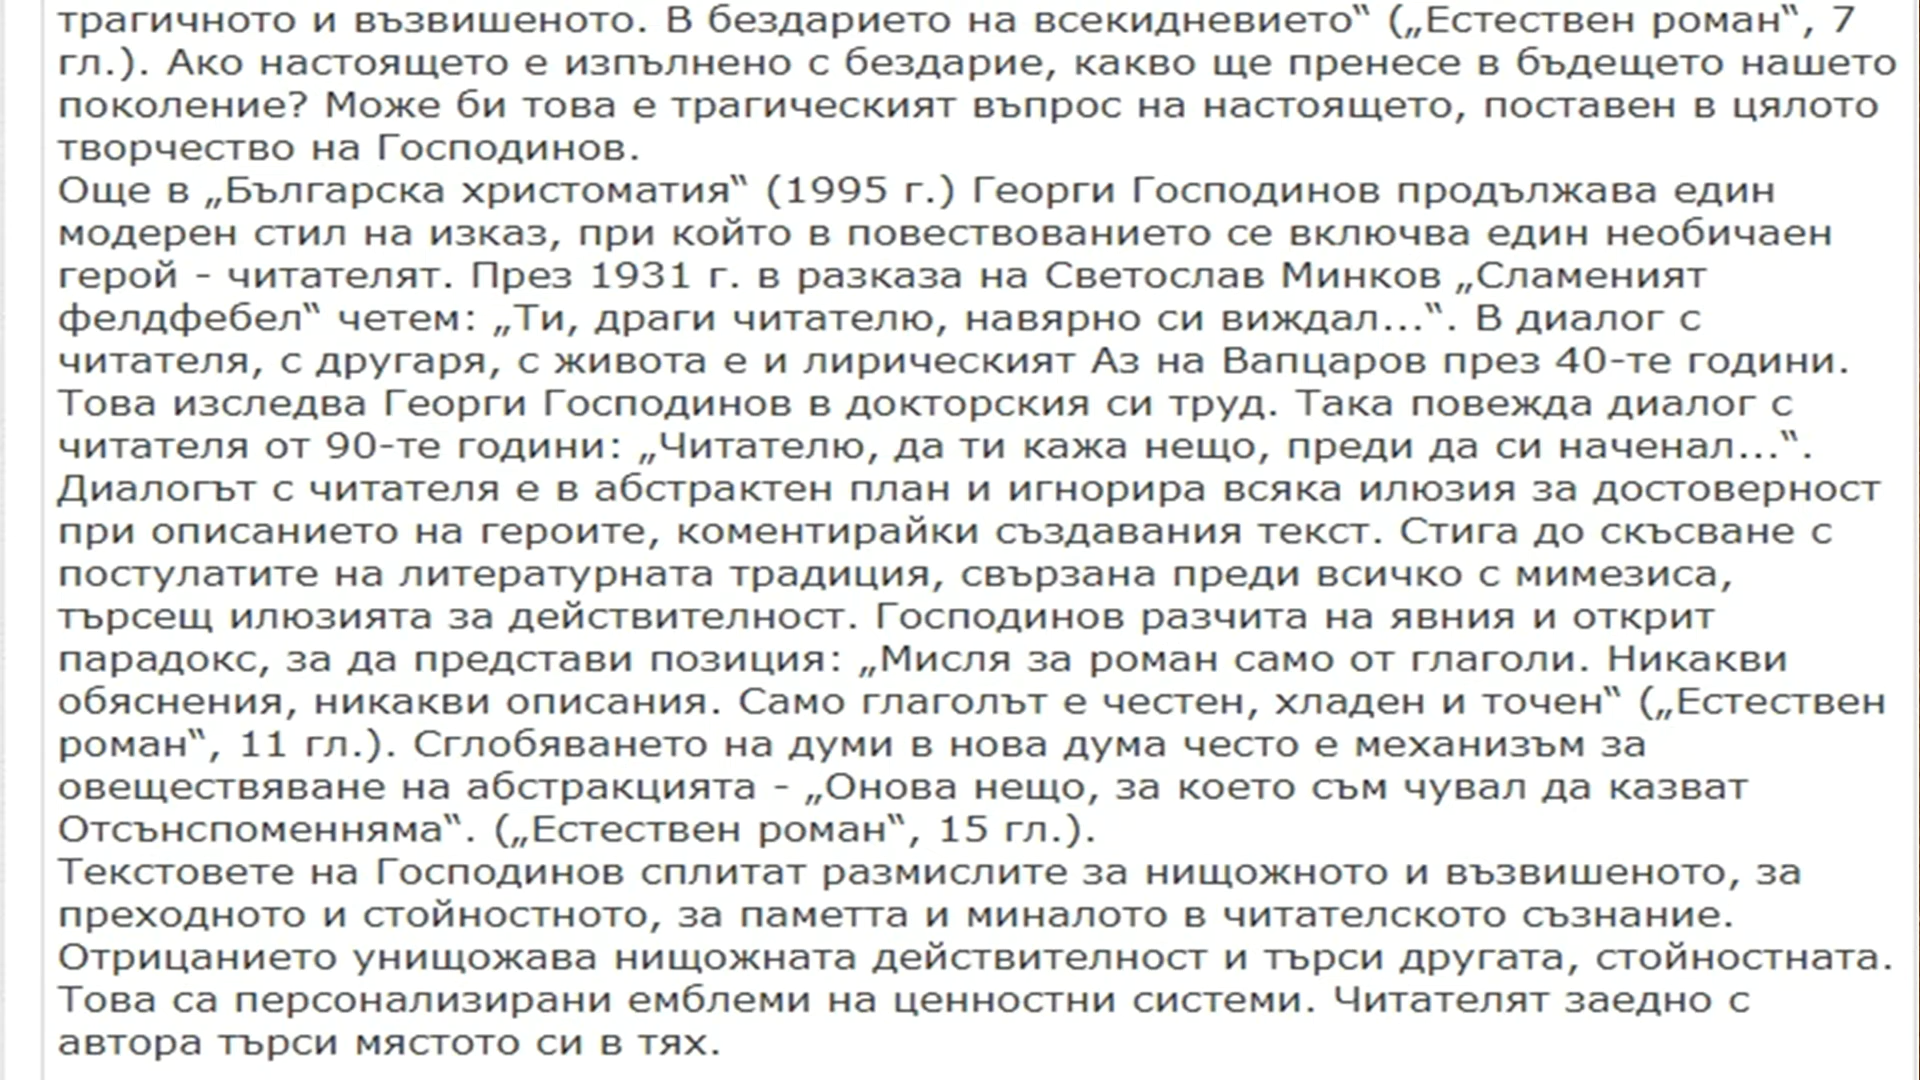 трагичното и възвишеното. В бездарието на всекидневието“ („Естествен роман“, 7
гл.). Ако настоящето е изпълнено с бездарие, какво ще пренесе в бъдещето нашето
поколение? Може би това е трагическият въпрос на настоящето, поставен в цялото
творчество на Господинов.
Още в „Българска христоматия“ (1995 г.) Георги Господинов продължава един
модерен стил на изказ, при който в повествованието се включва един необичаен
герой - читателят. През 1931 г. в разказа на Светослав Минков „Сламеният
фелдфебел“ четем: „Ти, драги читателю, навярно си виждал...“. В диалог с
читателя, с другаря, с живота е и лирическият Аз на Вапцаров през 40-те години.
Това изследва Георги Господинов в докторския си труд. Така повежда диалог с
читателя от 90-те години: „Читателю, да ти кажа нещо, преди да си наченал...“.
Диалогът с читателя е в абстрактен план и игнорира всяка илюзия за достоверност
при описанието на героите, коментирайки създавания текст. Стига до скъсване с
постулатите на литературната традиция, свързана преди всичко с мимезиса,
търсещ илюзията за действителност. Господинов разчита на явния и открит
парадокс, за да представи позиция: „Мисля за роман само от глаголи. Никакви
обяснения, никакви описания. Само глаголът е честен, хладен и точен“ („Естествен
роман“, 11 гл.). Сглобяването на думи в нова дума често е механизъм за
овеществяване на абстракцията - „Онова нещо, за което съм чувал да казват
Отсънспоменняма“. („Естествен роман“, 15 гл.).
Текстовете на Господинов сплитат размислите за нищожното и възвишеното, за
преходното и стойностното, за паметта и миналото в читателското съзнание.
Отрицанието унищожава нищожната действителност и търси другата, стойностната.
Това са персонализирани емблеми на ценностни системи. Читателят заедно с
автора търси мястото си в тях.